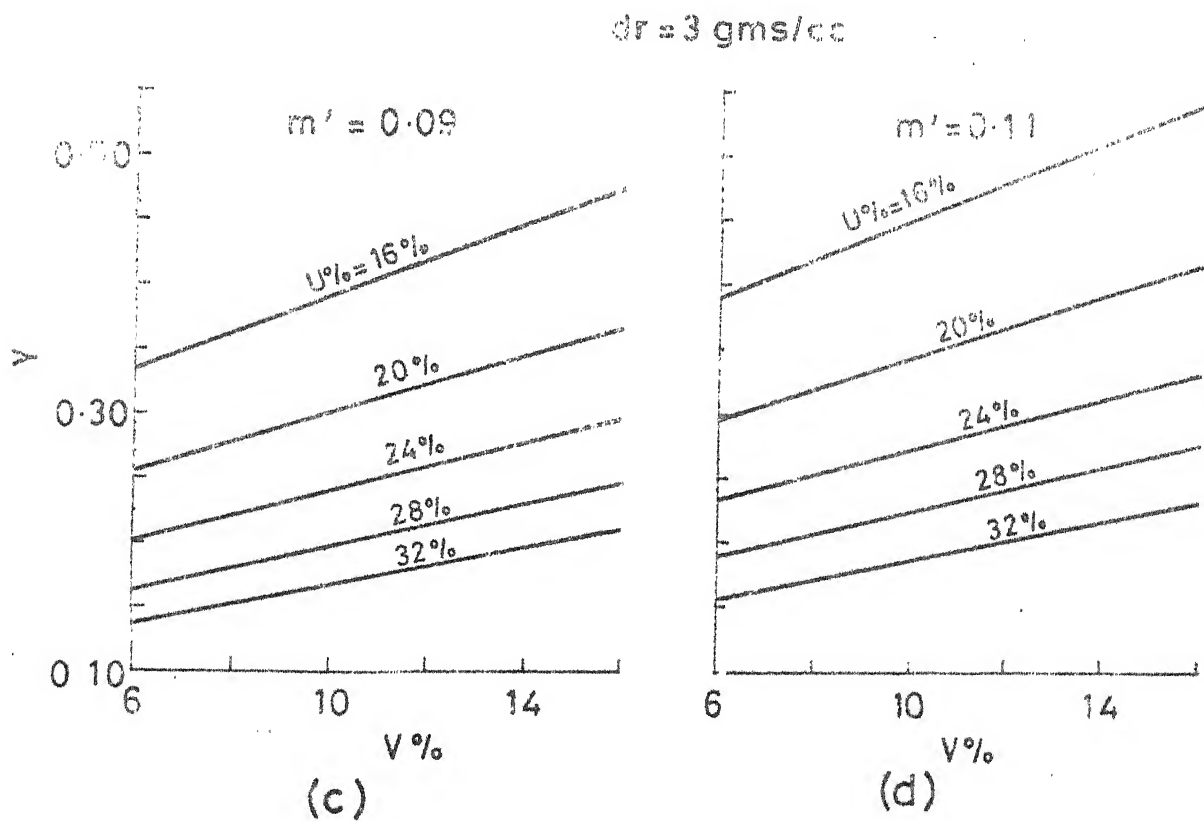 dr = 3 gms/cc
m' = 0·09
0·30
0 10
Y
U%=16%
20%
24%
28%
32%
6
10
14
V%
(c)
m'=0·11
U%=16%
20%
24%
28%
32%
6
10
14
V%
(d)